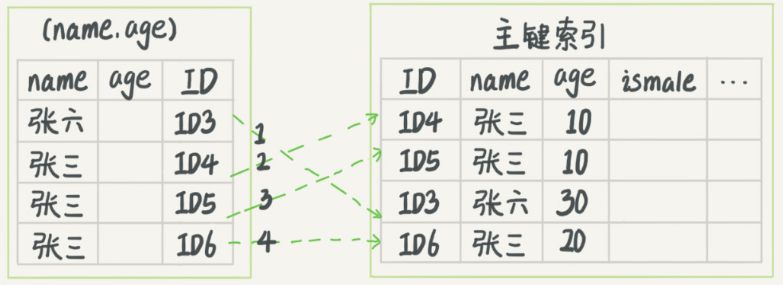 (name.age)
name age ID
张六 ID3
张三 ID4
张三 ID5
张三 ID6
1
2
3
4
主键索引
ID name age ismale ...
ID4 张三 10
ID5 张三 10
ID3 张六 30
ID6 张三 20